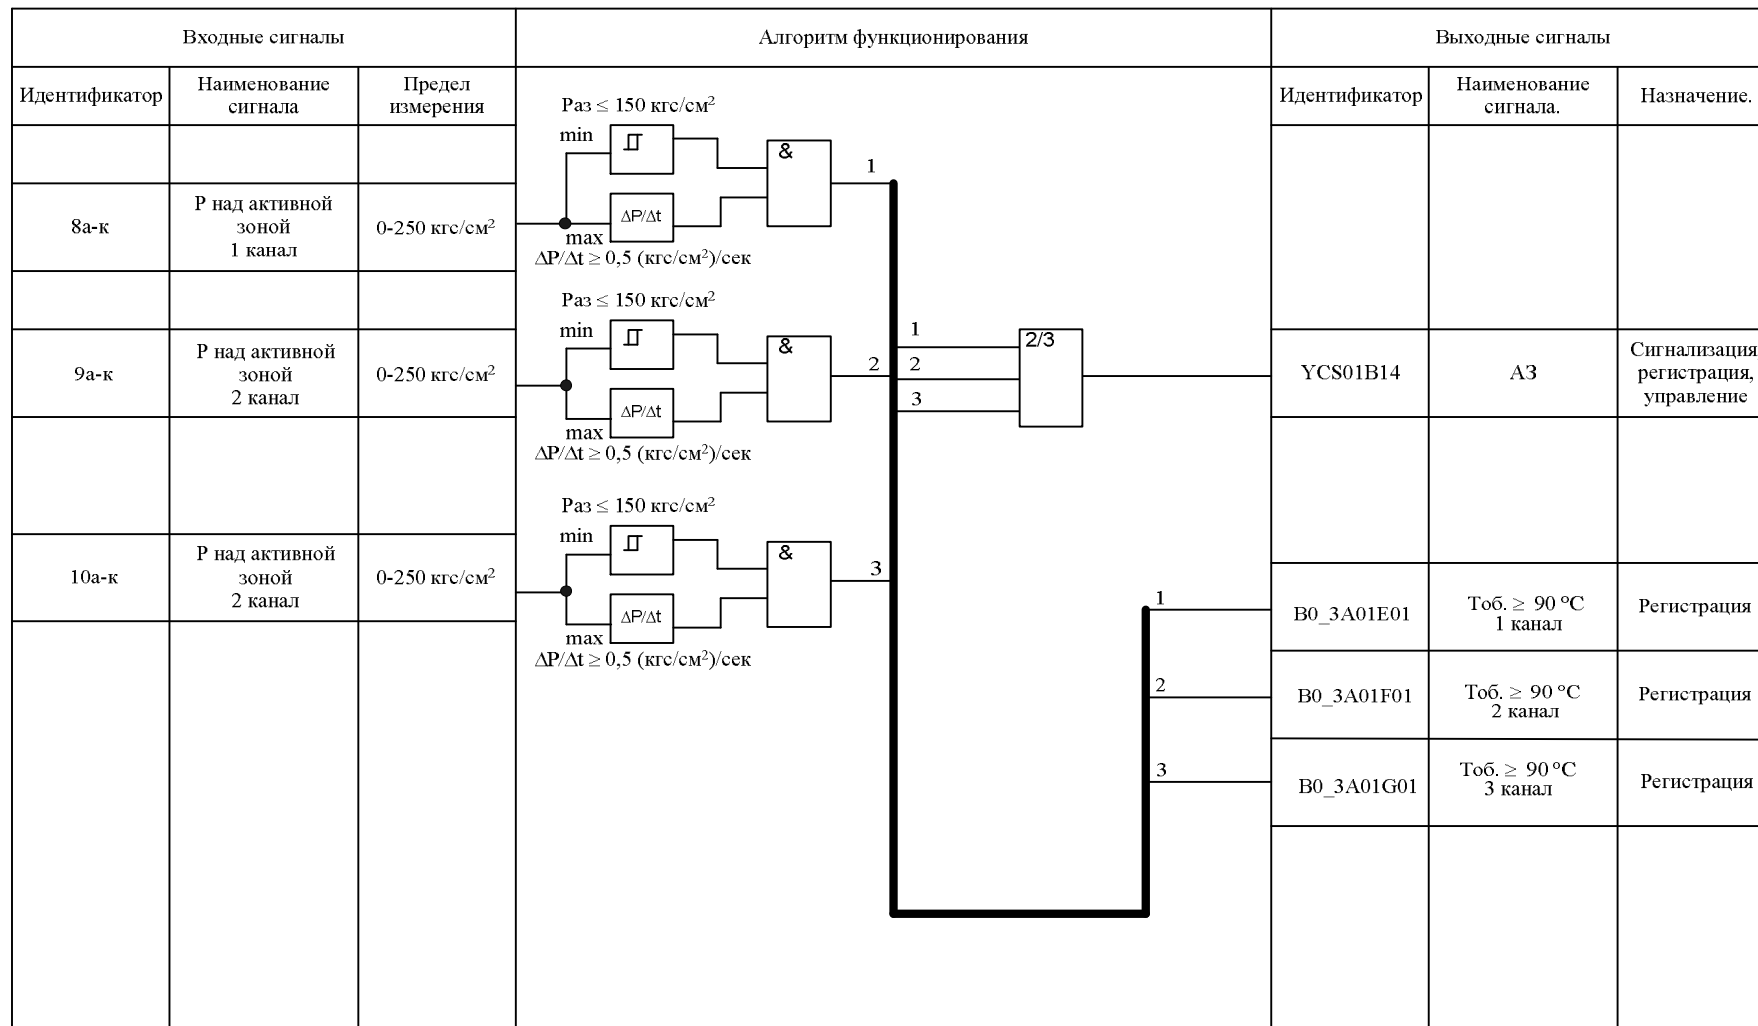 Входные сигналы
Алгоритм функционирования
Выходные сигналы
Идентификатор
Наименование
сигнала
Предел
измерения
Идентификатор
Наименование
сигнала.
Назначение.
Раз ≤ 150 кгс/см²
min
&
1
8а-к
Р над активной
зоной
1 канал
0-250 кгс/см²
ΔP/Δt
max
ΔP/Δt ≥ 0,5 (кгс/см²)/сек
Раз ≤ 150 кгс/см²
min
&
2
9а-к
Р над активной
зоной
2 канал
0-250 кгс/см²
ΔP/Δt
max
ΔP/Δt ≥ 0,5 (кгс/см²)/сек
1
2
3
2/3
YCS01B14
АЗ
Сигнализация
регистрация,
управление
Раз ≤ 150 кгс/см²
min
&
3
10а-к
Р над активной
зоной
2 канал
0-250 кгс/см²
ΔP/Δt
max
ΔP/Δt ≥ 0,5 (кгс/см²)/сек
1
B0_3A01E01
Тоб. ≥ 90 °С
1 канал
Регистрация
2
B0_3A01F01
Тоб. ≥ 90 °С
2 канал
Регистрация
3
B0_3A01G01
Тоб. ≥ 90 °С
3 канал
Регистрация